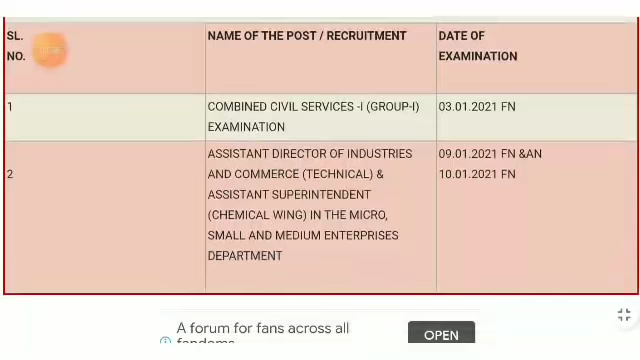 SL.
NO.
NAME OF THE POST / RECRUITMENT
DATE OF
EXAMINATION
1
COMBINED CIVIL SERVICES -I (GROUP-I)
EXAMINATION
03.01.2021 FN
2
ASSISTANT DIRECTOR OF INDUSTRIES
AND COMMERCE (TECHNICAL) &
ASSISTANT SUPERINTENDENT
(CHEMICAL WING) IN THE MICRO,
SMALL AND MEDIUM ENTERPRISES
DEPARTMENT
09.01.2021 FN &AN
10.01.2021 FN
A forum for fans across all
fandoms
OPEN